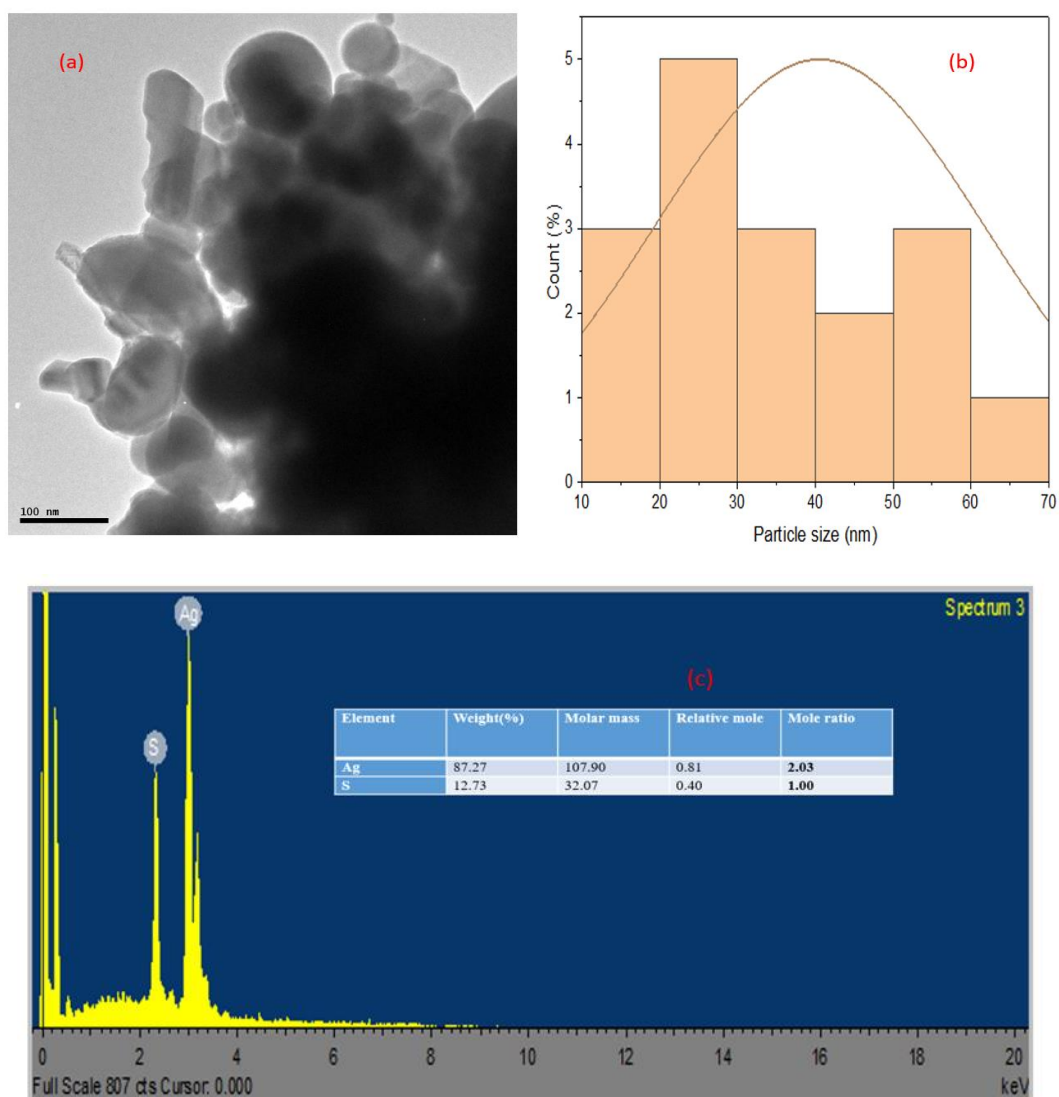 (a)
100 nm
(b)
Count (%)
5
4
3
2
1
0
10 20 30 40 50 60 70
Particle size (nm)
Spectrum 3
Ag
S
(c)
Element Weight(%) Molar mass Relative mole Mole ratio
Ag 87.27 107.90 0.81 2.03
S 12.73 32.07 0.40 1.00
0 2 4 6 8 10 12 14 16 18 20
Full Scale 807 cts Cursor: 0.000 keV